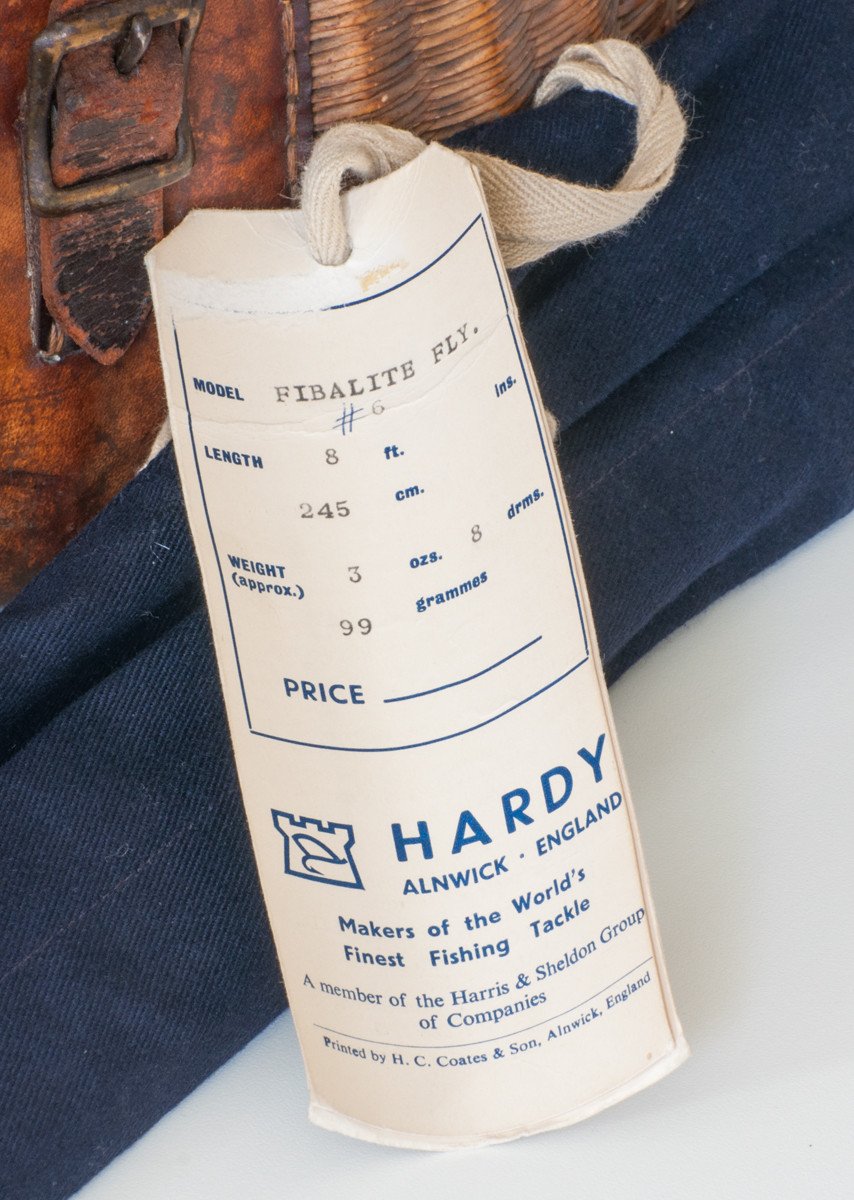 MODEL FIBALITE FLY.
#6
LENGTH 8 ft. ins.
245 cm.
WEIGHT 3 ozs. 8 drms.
(approx.)
99 grammes
PRICE
HARDY
ALNWICK · ENGLAND
Makers of the World's
Finest Fishing Tackle
A member of the Harris & Sheldon Group
of Companies
Printed by H. C. Coates & Son, Alnwick, England